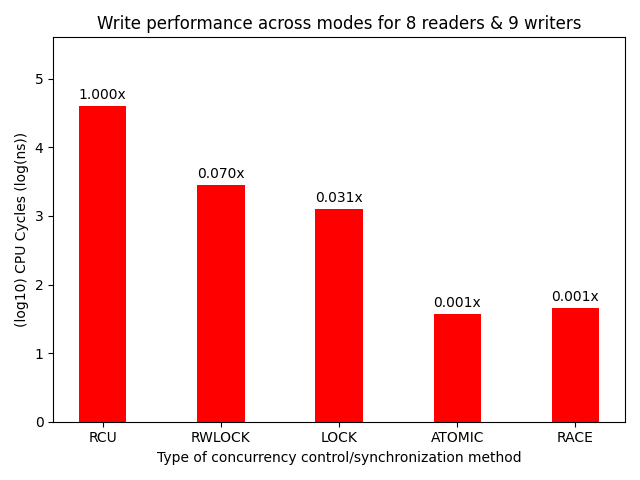 Write performance across modes for 8 readers & 9 writers
(log10) CPU Cycles (log(ns))
5
4
3
2
1
0
1.000x
0.070x
0.031x
0.001x
0.001x
RCU
RWLOCK
LOCK
ATOMIC
RACE
Type of concurrency control/synchronization method